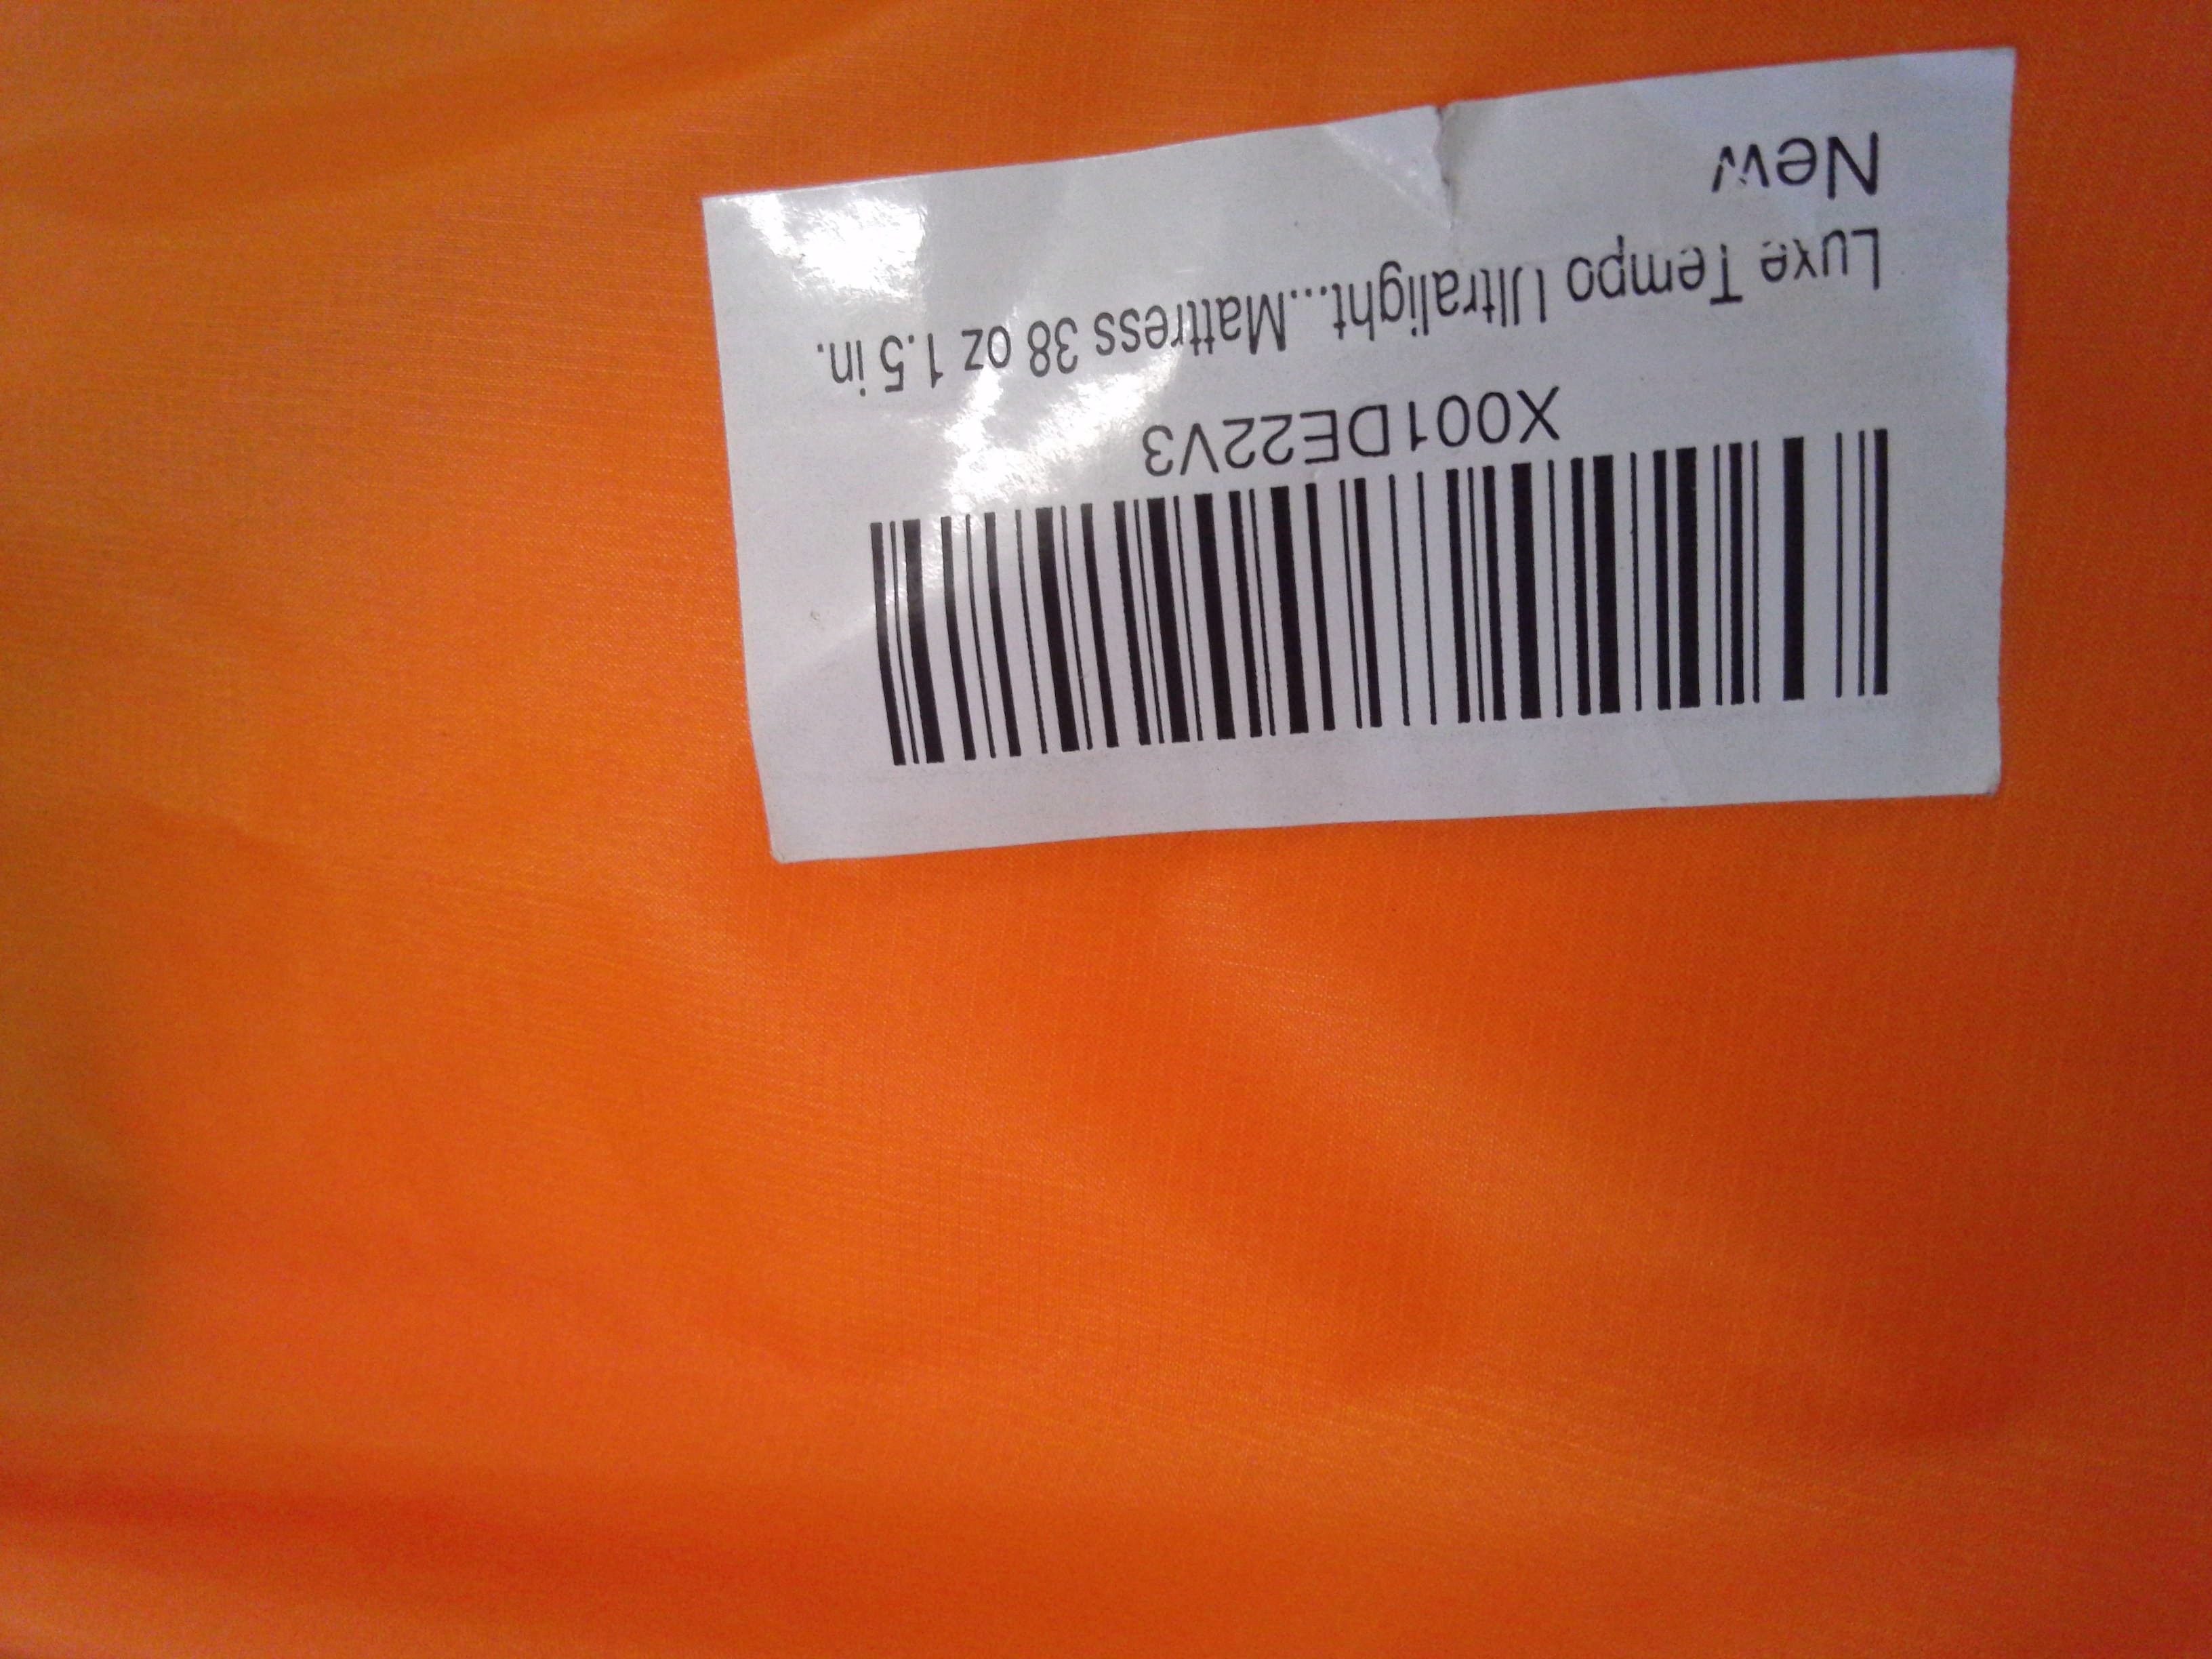 X001DE22V3
Luxe Tempo Ultralight...Mattress 38 oz 1.5 in.
New